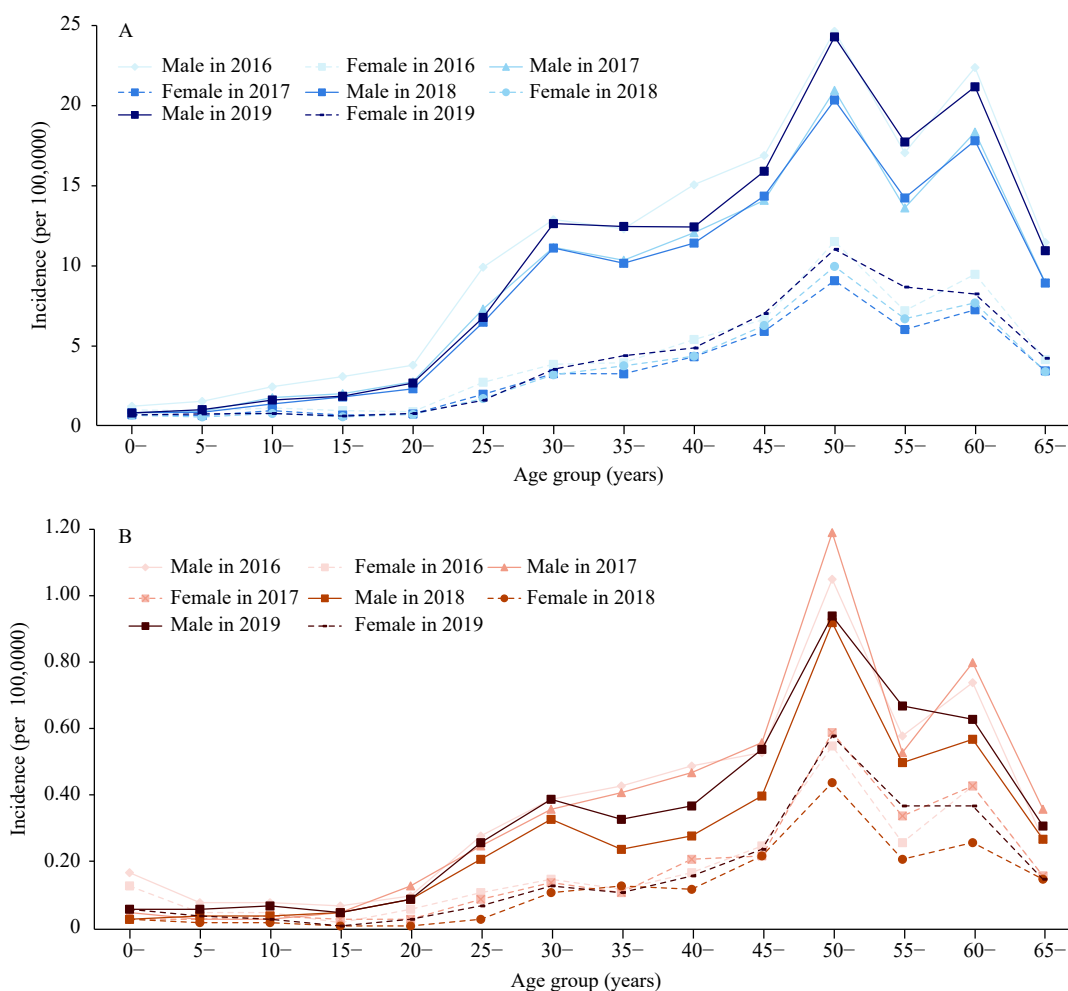 A
Male in 2016 Female in 2016 Male in 2017
Female in 2017 Male in 2018 Female in 2018
Male in 2019 Female in 2019
Incidence (per 100,0000)
25
20
15
10
5
0
0– 5– 10– 15– 20– 25– 30– 35– 40– 45– 50– 55– 60– 65–
Age group (years)
B
Male in 2016 Female in 2016 Male in 2017
Female in 2017 Male in 2018 Female in 2018
Male in 2019 Female in 2019
Incidence (per 100,0000)
1.20
1.00
0.80
0.60
0.40
0.20
0
0– 5– 10– 15– 20– 25– 30– 35– 40– 45– 50– 55– 60– 65–
Age group (years)